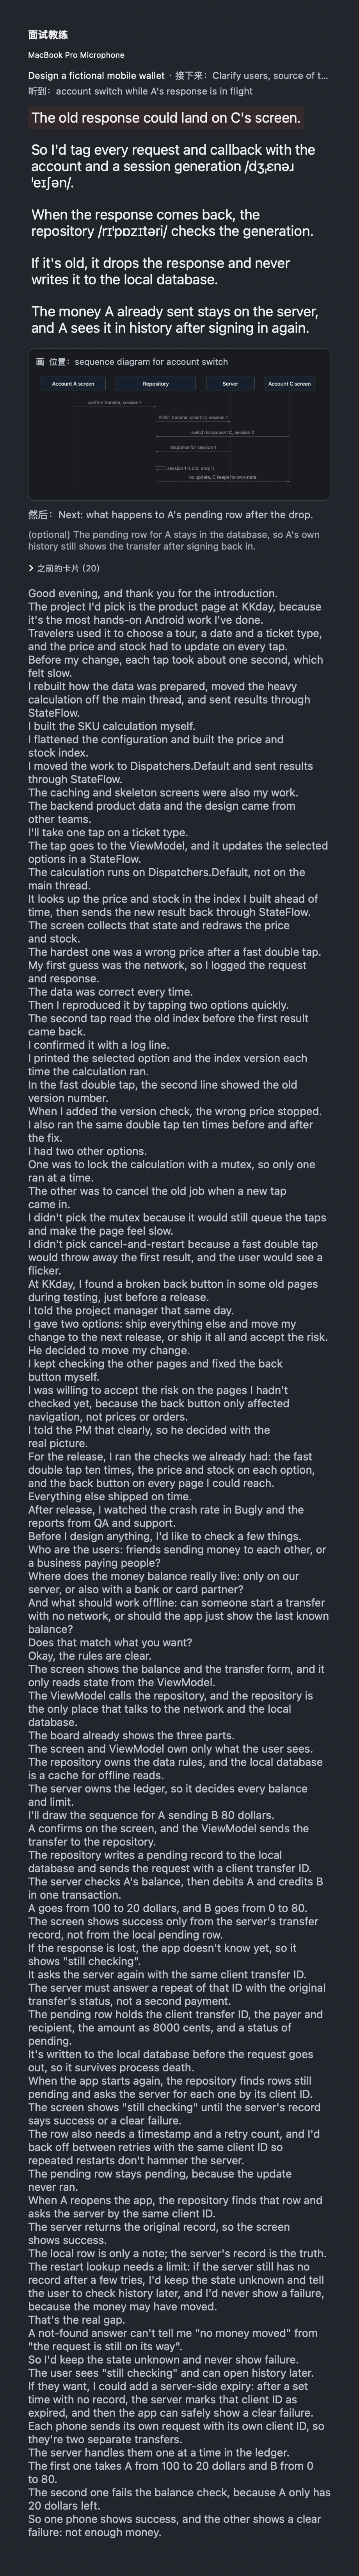 面试教练
MacBook Pro Microphone
Design a fictional mobile wallet · 接下来：Clarify users, source of t...
听到：account switch while A's response is in flight
The old response could land on C's screen.
So I'd tag every request and callback with the
account and a session generation /dʒˌɛnəɹ
ˈeɪʃən/.
When the response comes back, the
repository /rɪˈpɒzɪtəri/ checks the generation.
If it's old, it drops the response and never
writes it to the local database.
The money A already sent stays on the server,
and A sees it in history after signing in again.
画 位置：sequence diagram for account switch
Account A screen
Repository
Server
Account C screen
confirm transfer, session 1
POST transfer, client ID, session 1
switch to account C, session 2
response for session 1
session 1 is old, drop it
no update, C keeps its own state
然后：Next: what happens to A's pending row after the drop.
(optional) The pending row for A stays in the database, so A's own
history still shows the transfer after signing back in.
之前的卡片 (20)
Good evening, and thank you for the introduction.
The project I'd pick is the product page at KKday, because
it's the most hands-on Android work I've done.
Travelers used it to choose a tour, a date and a ticket type,
and the price and stock had to update on every tap.
Before my change, each tap took about one second, which
felt slow.
I rebuilt how the data was prepared, moved the heavy
calculation off the main thread, and sent results through
StateFlow.
I built the SKU calculation myself.
I flattened the configuration and built the price and
stock index.
I moved the work to Dispatchers.Default and sent results
through StateFlow.
The caching and skeleton screens were also my work.
The backend product data and the design came from
other teams.
I'll take one tap on a ticket type.
The tap goes to the ViewModel, and it updates the selected
options in a StateFlow.
The calculation runs on Dispatchers.Default, not on the
main thread.
It looks up the price and stock in the index I built ahead of
time, then sends the new result back through StateFlow.
The screen collects that state and redraws the price
and stock.
The hardest one was a wrong price after a fast double tap.
My first guess was the network, so I logged the request
and response.
The data was correct every time.
Then I reproduced it by tapping two options quickly.
The second tap read the old index before the first result
came back.
I confirmed it with a log line.
I printed the selected option and the index version each
time the calculation ran.
In the fast double tap, the second line showed the old
version number.
When I added the version check, the wrong price stopped.
I also ran the same double tap ten times before and after
the fix.
I had two other options.
One was to lock the calculation with a mutex, so only one
ran at a time.
The other was to cancel the old job when a new tap
came in.
I didn't pick the mutex because it would still queue the taps
and make the page feel slow.
I didn't pick cancel-and-restart because a fast double tap
would throw away the first result, and the user would see a
flicker.
At KKday, I found a broken back button in some old pages
during testing, just before a release.
I told the project manager that same day.
I gave two options: ship everything else and move my
change to the next release, or ship it all and accept the risk.
He decided to move my change.
I kept checking the other pages and fixed the back
button myself.
I was willing to accept the risk on the pages I hadn't
checked yet, because the back button only affected
navigation, not prices or orders.
I told the PM that clearly, so he decided with the
real picture.
For the release, I ran the checks we already had: the fast
double tap ten times, the price and stock on each option,
and the back button on every page I could reach.
Everything else shipped on time.
After release, I watched the crash rate in Bugly and the
reports from QA and support.
Before I design anything, I'd like to check a few things.
Who are the users: friends sending money to each other, or
a business paying people?
Where does the money balance really live: only on our
server, or also with a bank or card partner?
And what should work offline: can someone start a transfer
with no network, or should the app just show the last known
balance?
Does that match what you want?
Okay, the rules are clear.
The screen shows the balance and the transfer form, and it
only reads state from the ViewModel.
The ViewModel calls the repository, and the repository is
the only place that talks to the network and the local
database.
The board already shows the three parts.
The screen and ViewModel own only what the user sees.
The repository owns the data rules, and the local database
is a cache for offline reads.
The server owns the ledger, so it decides every balance
and limit.
I'll draw the sequence for A sending B 80 dollars.
A confirms on the screen, and the ViewModel sends the
transfer to the repository.
The repository writes a pending record to the local
database and sends the request with a client transfer ID.
The server checks A's balance, then debits A and credits B
in one transaction.
A goes from 100 to 20 dollars, and B goes from 0 to 80.
The screen shows success only from the server's transfer
record, not from the local pending row.
If the response is lost, the app doesn't know yet, so it
shows "still checking".
It asks the server again with the same client transfer ID.
The server must answer a repeat of that ID with the original
transfer's status, not a second payment.
The pending row holds the client transfer ID, the payer and
recipient, the amount as 8000 cents, and a status of
pending.
It's written to the local database before the request goes
out, so it survives process death.
When the app starts again, the repository finds rows still
pending and asks the server for each one by its client ID.
The screen shows "still checking" until the server's record
says success or a clear failure.
The row also needs a timestamp and a retry count, and I'd
back off between retries with the same client ID so
repeated restarts don't hammer the server.
The pending row stays pending, because the update
never ran.
When A reopens the app, the repository finds that row and
asks the server by the same client ID.
The server returns the original record, so the screen
shows success.
The local row is only a note; the server's record is the truth.
The restart lookup needs a limit: if the server still has no
record after a few tries, I'd keep the state unknown and tell
the user to check history later, and I'd never show a failure,
because the money may have moved.
That's the real gap.
A not-found answer can't tell me "no money moved" from
"the request is still on its way".
So I'd keep the state unknown and never show failure.
The user sees "still checking" and can open history later.
If they want, I could add a server-side expiry: after a set
time with no record, the server marks that client ID as
expired, and then the app can safely show a clear failure.
Each phone sends its own request with its own client ID, so
they're two separate transfers.
The server handles them one at a time in the ledger.
The first one takes A from 100 to 20 dollars and B from 0
to 80.
The second one fails the balance check, because A only has
20 dollars left.
So one phone shows success, and the other shows a clear
failure: not enough money.